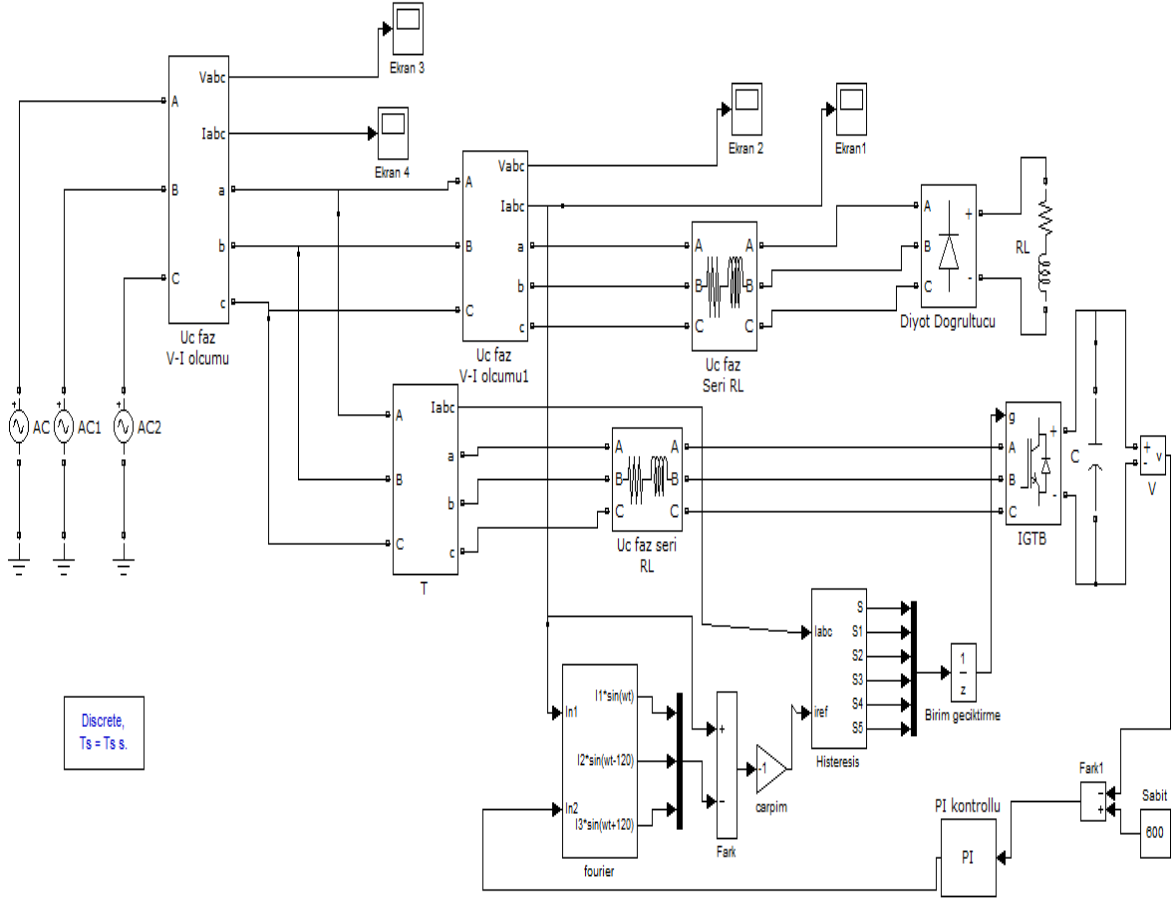 Ekran 3
Vabc
A
Iabc
Ekran 4
B
a
b
C
c
Uc faz
V-I olcumu
AC
AC1
AC2
+
+
+
Ekran 2
Ekran1
Vabc
A
Iabc
B
a
b
C
c
Uc faz
V-I olcumu1
A
A
B
B
C
C
Uc faz
Seri RL
A
+
B
C
-
Diyot Dogrultucu
RL
A
Iabc
a
B
b
C
c
T
A
A
B
B
C
C
Uc faz seri
RL
g
A
+
B
C
-
IGTB
C
+
-
v
V
Iabc
iref
S
S1
S2
S3
S4
S5
Histeresis
1
z
Birim geciktirme
Discrete,
Ts = Ts s.
In1
In2
I1*sin(wt)
I2*sin(wt-120)
I3*sin(wt+120)
fourier
+
-
Fark
-1
carpim
Fark1
-
+
Sabit
600
PI kontrollu
PI